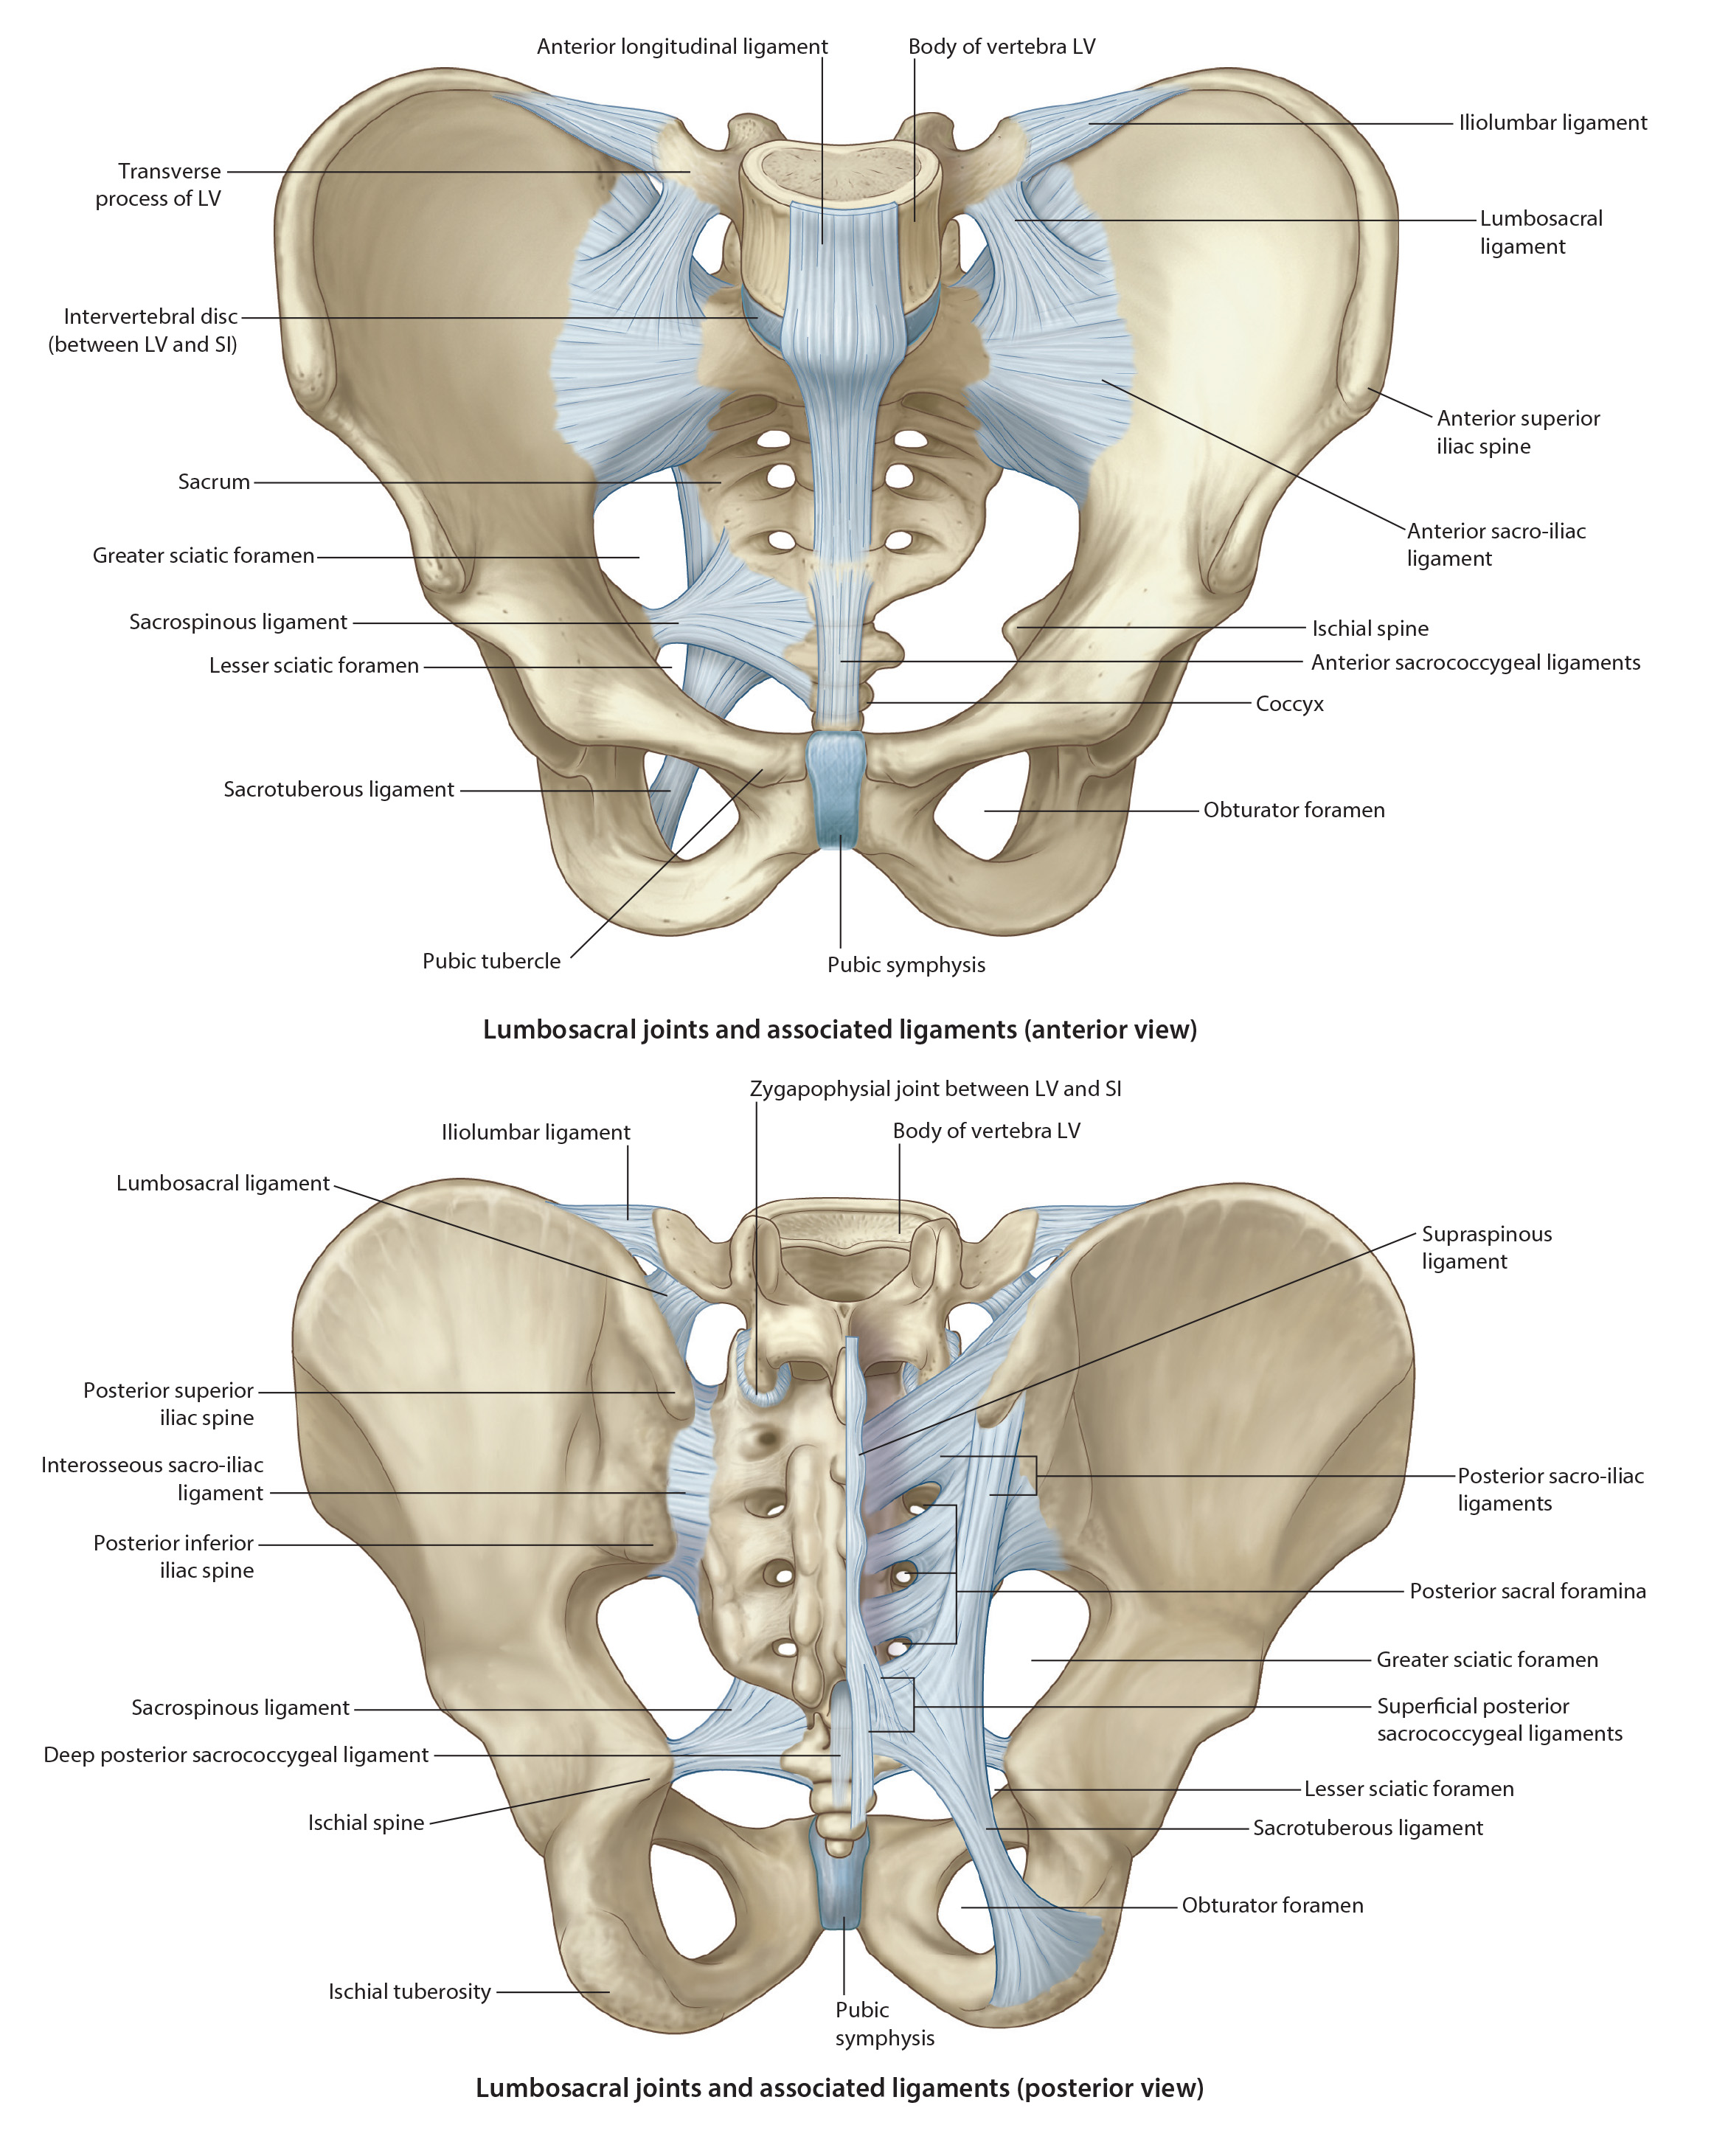 Anterior longitudinal ligament
Body of vertebra LV
Iliolumbar ligament
Transverse
process of LV
Lumbosacral
ligament
Intervertebral disc
(between LV and SI)
Anterior superior
iliac spine
Sacrum
Anterior sacro-iliac
ligament
Greater sciatic foramen
Sacrospinous ligament
Ischial spine
Lesser sciatic foramen
Anterior sacrococcygeal ligaments
Coccyx
Sacrotuberous ligament
Obturator foramen
Pubic tubercle
Pubic symphysis
Lumbosacral joints and associated ligaments (anterior view)
Zygapophysial joint between LV and SI
Iliolumbar ligament
Body of vertebra LV
Lumbosacral ligament
Supraspinous
ligament
Posterior superior
iliac spine
Interosseous sacro-iliac
ligament
Posterior sacro-iliac
ligaments
Posterior inferior
iliac spine
Posterior sacral foramina
Greater sciatic foramen
Sacrospinous ligament
Superficial posterior
sacrococcygeal ligaments
Deep posterior sacrococcygeal ligament
Lesser sciatic foramen
Ischial spine
Sacrotuberous ligament
Obturator foramen
Ischial tuberosity
Pubic
symphysis
Lumbosacral joints and associated ligaments (posterior view)